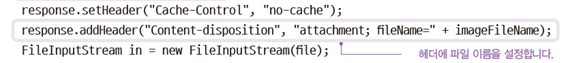 response.setHeader("Cache-Control", "no-cache");
response.addHeader("Content-disposition", "attachment; fileName=" + imageFileName);
FileInputStream in = new FileInputStream(file);
헤더에 파일 이름을 설정합니다.